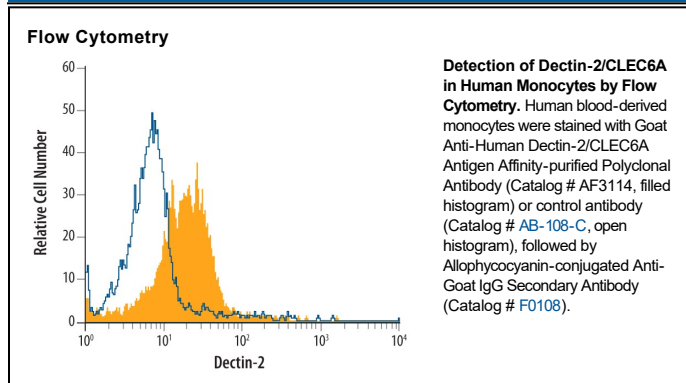 Flow Cytometry
60
50
40
30
20
10
0
Relative Cell Number
10⁰
10¹
10²
10³
10⁴
Dectin-2
Detection of Dectin-2/CLEC6A
in Human Monocytes by Flow
Cytometry. Human blood-derived
monocytes were stained with Goat
Anti-Human Dectin-2/CLEC6A
Antigen Affinity-purified Polyclonal
Antibody (Catalog # AF3114, filled
histogram) or control antibody
(Catalog # AB-108-C, open
histogram), followed by
Allophycocyanin-conjugated Anti-
Goat IgG Secondary Antibody
(Catalog # F0108).